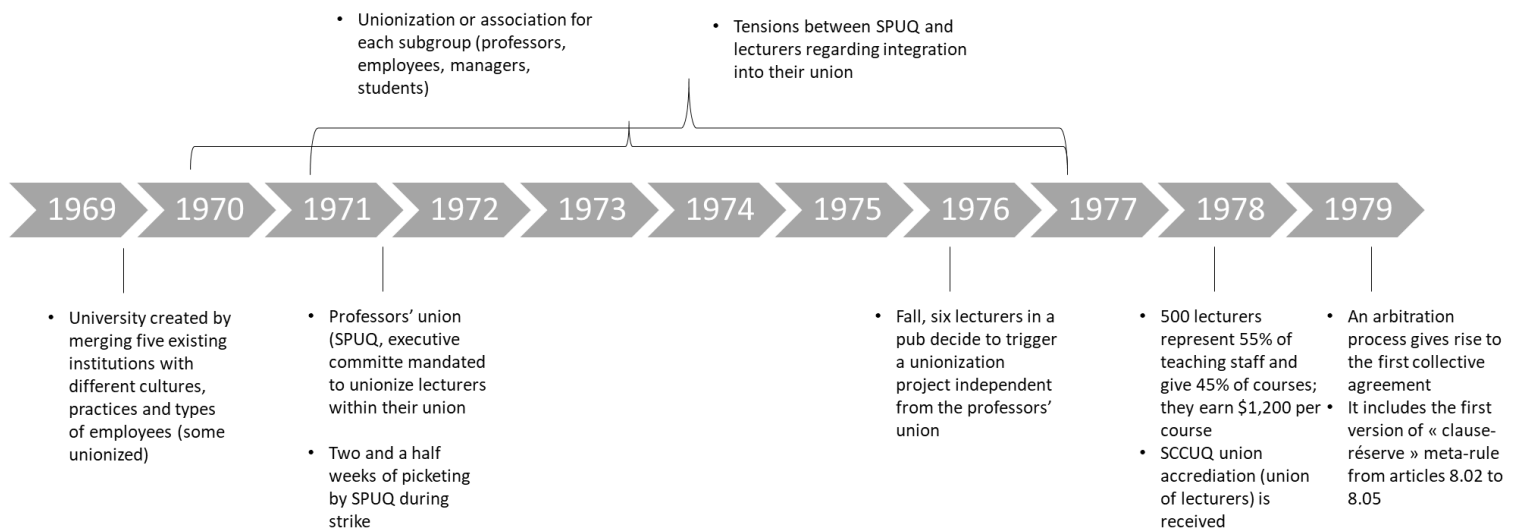 • Unionization or association for
each subgroup (professors,
employees, managers,
students)
• Tensions between SPUQ and
lecturers regarding integration
into their union
1969 1970 1971 1972 1973 1974 1975 1976 1977 1978 1979
• University created by
merging five existing
institutions with
different cultures,
practices and types
of employees (some
unionized)
• Professors’ union
(SPUQ, executive
committe mandated
to unionize lecturers
within their union
• Two and a half
weeks of picketing
by SPUQ during
strike
• Fall, six lecturers in a
pub decide to trigger
a unionization
project independent
from the professors’
union
• 500 lecturers
represent 55% of
teaching staff and
give 45% of courses;
they earn $1,200 per
course
• SCCUQ union
accrediation (union
of lecturers) is
received
• An arbitration
process gives rise to
the first collective
agreement
• It includes the first
version of « clause-
réserve » meta-rule
from articles 8.02 to
8.05